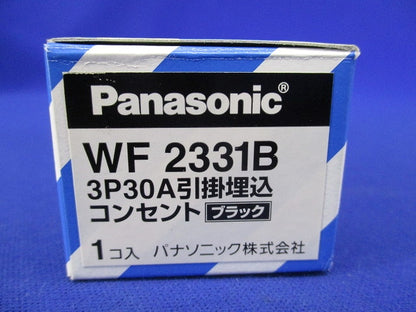 Panasonic®
WF 2331B
3P30A引掛埋込
コンセント ブラック
1コ入 パナソニック株式会社